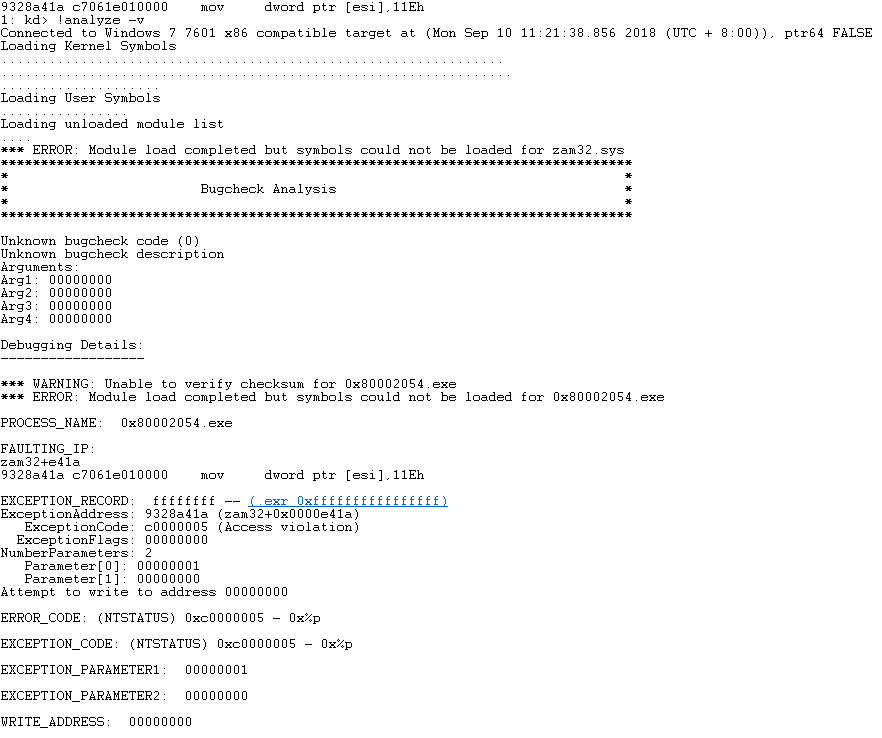 9328a41a c7061e010000    mov     dword ptr [esi],11Eh
1: kd> !analyze -v
Connected to Windows 7 7601 x86 compatible target at (Mon Sep 10 11:21:38.856 2018 (UTC + 8:00)), ptr64 FALSE
Loading Kernel Symbols
...............................................................
................................................................
....................
Loading User Symbols
................
Loading unloaded module list
....
*** ERROR: Module load completed but symbols could not be loaded for zam32.sys
*******************************************************************************
*                                                                             *
*                        Bugcheck Analysis                                    *
*                                                                             *
*******************************************************************************
Unknown bugcheck code (0)
Unknown bugcheck description
Arguments:
Arg1: 00000000
Arg2: 00000000
Arg3: 00000000
Arg4: 00000000
Debugging Details:
------------------
*** WARNING: Unable to verify checksum for 0x80002054.exe
*** ERROR: Module load completed but symbols could not be loaded for 0x80002054.exe
PROCESS_NAME:  0x80002054.exe
FAULTING_IP:
zam32+e41a
9328a41a c7061e010000    mov     dword ptr [esi],11Eh
EXCEPTION_RECORD:  ffffffff -- (.exr 0xffffffffffffffff)
ExceptionAddress: 9328a41a (zam32+0x0000e41a)
   ExceptionCode: c0000005 (Access violation)
  ExceptionFlags: 00000000
NumberParameters: 2
   Parameter[0]: 00000001
   Parameter[1]: 00000000
Attempt to write to address 00000000
ERROR_CODE: (NTSTATUS) 0xc0000005 - 0x%p
EXCEPTION_CODE: (NTSTATUS) 0xc0000005 - 0x%p
EXCEPTION_PARAMETER1:  00000001
EXCEPTION_PARAMETER2:  00000000
WRITE_ADDRESS:  00000000